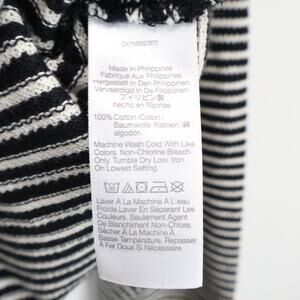 Made In Philippines
Fabriqué Aux Philippines
Hergestellt In Den Philippinen
Vervaardigd In De Filippijnen
フィリピン製
hecho en filipinas
100% Cotton / Coton /
Baumwolle / Katoen / 綿 /
algodon
Machine Wash Cold With Like
Colors. Non-Chlorine Bleach
Only. Tumble Dry Low. Iron
On Lowest Setting.
Laver À La Machine À L'eau
Froide. Laver En Séparant Les
Couleurs. Seulement Agent
De Blanchiment Non-Chlore.
Sécher À La Machine À
Basse Température. Repasser
À Fer Doux Si Nécessaire.